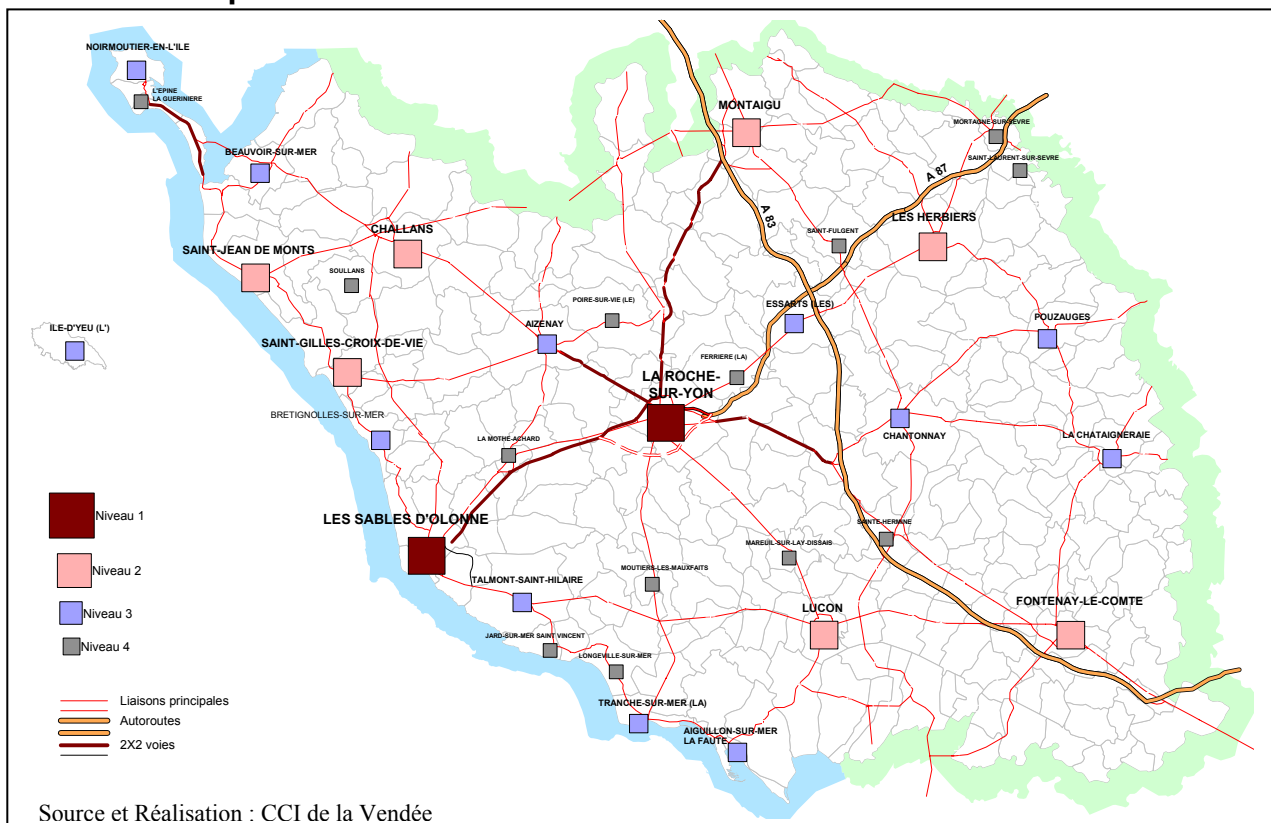 NOIRMOUTIER-EN-L'ILE
L'EPINE
LA GUERINIERE
BEAUVOIR-SUR-MER
MONTAIGU
MORTAGNE-SUR-SEVRE
SAINT-LAURENT-SUR-SEVRE
A 87
A 83
CHALLANS
SAINT-JEAN DE MONTS
SOULLANS
LES HERBIERS
SAINT-FULGENT
POIRE-SUR-VIE (LE)
ESSARTS (LES)
AIZENAY
POUZAUGES
ILE-D'YEU (L')
SAINT-GILLES-CROIX-DE-VIE
FERRIERE (LA)
LA ROCHE-
SUR-YON
BRETIGNOLLES-SUR-MER
LA MOTHE-ACHARD
CHANTONNAY
LA CHATAIGNERAIE
Niveau 1
LES SABLES D'OLONNE
SAINTE-HERMINE
MAREUIL-SUR-LAY-DISSAIS
Niveau 2
TALMONT-SAINT-HILAIRE
MOUTIERS-LES-MAUXFAITS
LUCON
FONTENAY-LE-COMTE
Niveau 3
JARD-SUR-MER SAINT VINCENT
Niveau 4
LONGEVILLE-SUR-MER
TRANCHE-SUR-MER (LA)
AIGUILLON-SUR-MER
LA FAUTE
Liaisons principales
Autoroutes
2X2 voies
Source et Réalisation : CCI de la Vendée